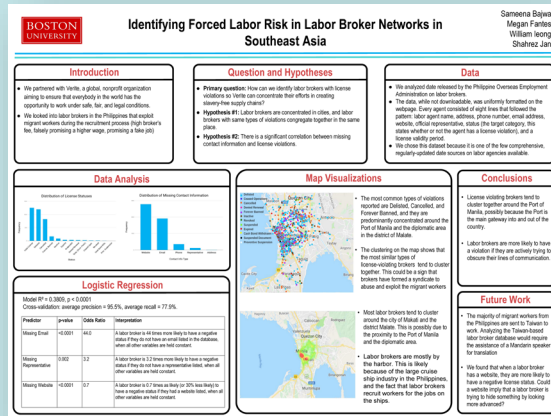 BOSTON
UNIVERSITY
Identifying Forced Labor Risk in Labor Broker Networks in
Southeast Asia
Sameena Bajwa
Megan Fantes
William Ieong
Shahrez Jan
Introduction
We partnered with Verite, a global, nonprofit organization
aiming to ensure that everybody in the world has the
opportunity to work under safe, fair, and legal conditions.
We looked into labor brokers in the Philippines that exploit
migrant workers during the recruitment process (high broker's
fee, falsely promising a higher wage, promising a fake job)
Question and Hypotheses
Primary question: How can we identify labor brokers with license
violations so Verite can concentrate their efforts in creating
slavery-free supply chains?
Hypothesis #1: Labor brokers are concentrated in cities, and labor
brokers with same types of violations congregate together in the same
place.
Hypothesis #2: There is a significant correlation between missing
contact information and license violations.
Data
We analyzed date released by the Philippine Overseas Employment
Administration on labor brokers.
The data, while not downloadable, was uniformly formatted on the
webpage. Every agent consisted of eight lines that followed the
pattern: labor agent name, address, phone number, email address,
website, official representative, status (the target category, this
states whether or not the agent has a license violation), and a
license validity period.
We chose this dataset because it is one of the few comprehensive,
regularly-updated date sources on labor agencies available.
Data Analysis
Distribution of License Statuses
Distribution of Missing Contact Information
Logistic Regression
Model R² = 0.3809, p < 0.0001
Cross-validation: average precision = 95.5%, average recall = 77.9%.
Predictor p-value Odds Ratio Interpretation
Missing Email <0.0001 44.0 A labor broker is 44 times more likely to have a negative
status if they do not have an email listed in the database,
when all other variables are held constant.
Missing Representative 0.002 3.2 A labor broker is 3.2 times more likely to have a negative
status if they do not have a representative listed, when all
other variables are held constant.
Missing Website <0.0001 0.7 A labor broker is 0.7 times as likely (or 30% less likely) to
have a negative status if they had a website listed, when all
other variables are held constant.
Map Visualizations
Quezon City
The most common types of violations
reported are Delisted, Cancelled, and
Forever Banned, and they are
predominantly concentrated around the
Port of Manila and the diplomatic area
in the district of Malate.
The clustering on the map shows that
the most similar types of
license-violating brokers tend to cluster
together. This could be a sign that
brokers have formed a syndicate to
abuse and exploit the migrant workers.
Most labor brokers tend to cluster
around the city of Makati and the
district Malate. This is possibly due to
the proximity to the Port of Manila
and the diplomatic area.
Labor brokers are mostly by
the harbor. This is likely
because of the large cruise
ship industry in the Philippines,
and the fact that labor brokers
recruit workers for the jobs on
the ships.
Conclusions
License violating brokers tend to
cluster together around the Port of
Manila, possibly because the Port is
the main gateway into and out of the
country.
Labor brokers are more likely to have
a violation if they are actively trying to
obscure their lines of communication.
Future Work
The majority of migrant workers from
the Philippines are sent to Taiwan to
work. Analyzing the Taiwan-based
labor broker database would require
the assistance of a Mandarin speaker
for translation
We found that when a labor broker
has a website, they are more likely to
have a negative license status. Could
a website imply that a labor broker is
trying to hide something by looking
more advanced?